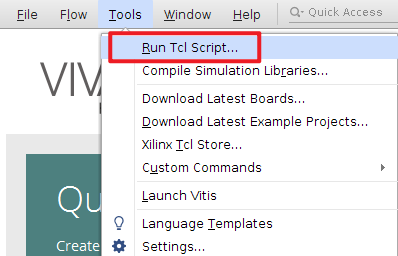 File Flow Tools Window Help Quick Access
Run Tcl Script...
VIV
Compile Simulation Libraries...
Download Latest Boards...
Download Latest Example Projects...
Xilinx Tcl Store...
Custom Commands
Launch Vitis
Qu
Language Templates
Create
Settings...